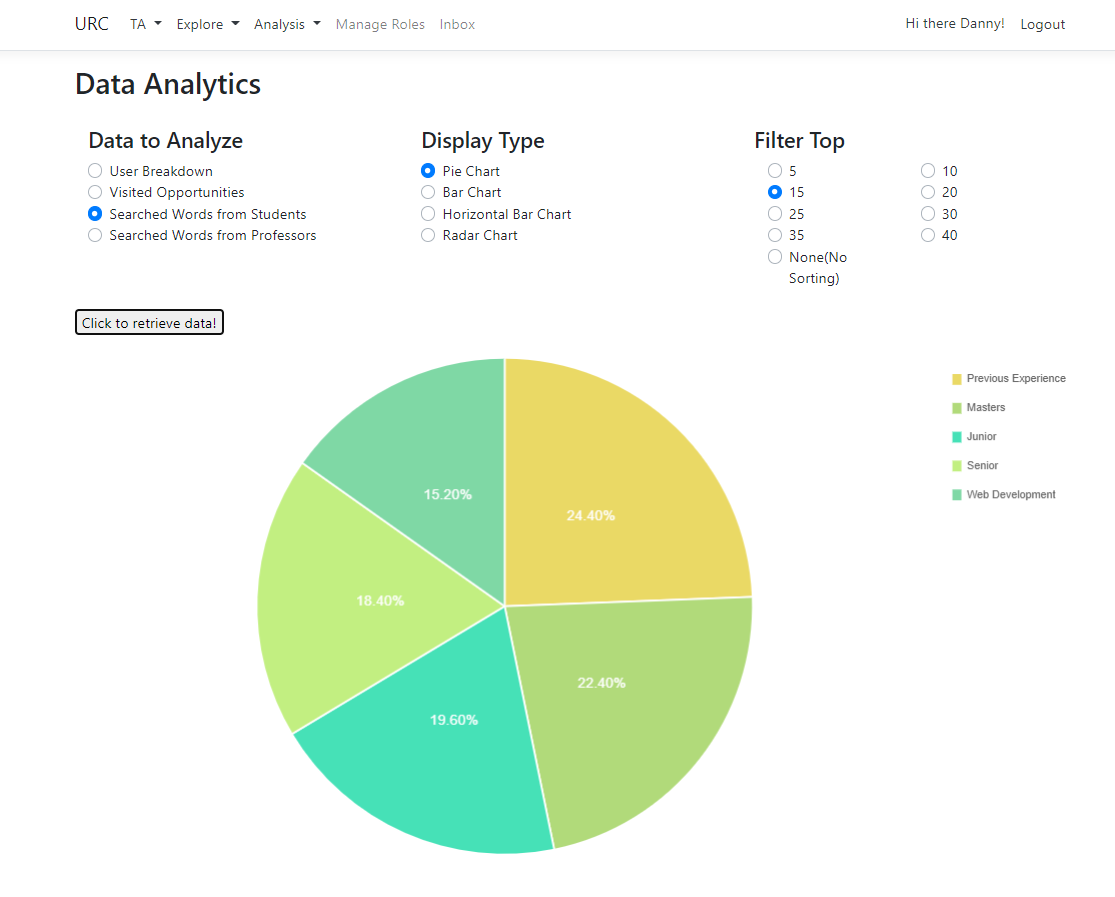 URC TA Explore Analysis Manage Roles Inbox Hi there Danny! Logout
Data Analytics
Data to Analyze
User Breakdown
Visited Opportunities
Searched Words from Students
Searched Words from Professors
Display Type
Pie Chart
Bar Chart
Horizontal Bar Chart
Radar Chart
Filter Top
5 10
15 20
25 30
35 40
None(No
Sorting)
Click to retrieve data!
Previous Experience
Masters
Junior
Senior
Web Development
15.20%
24.40%
18.40%
22.40%
19.60%